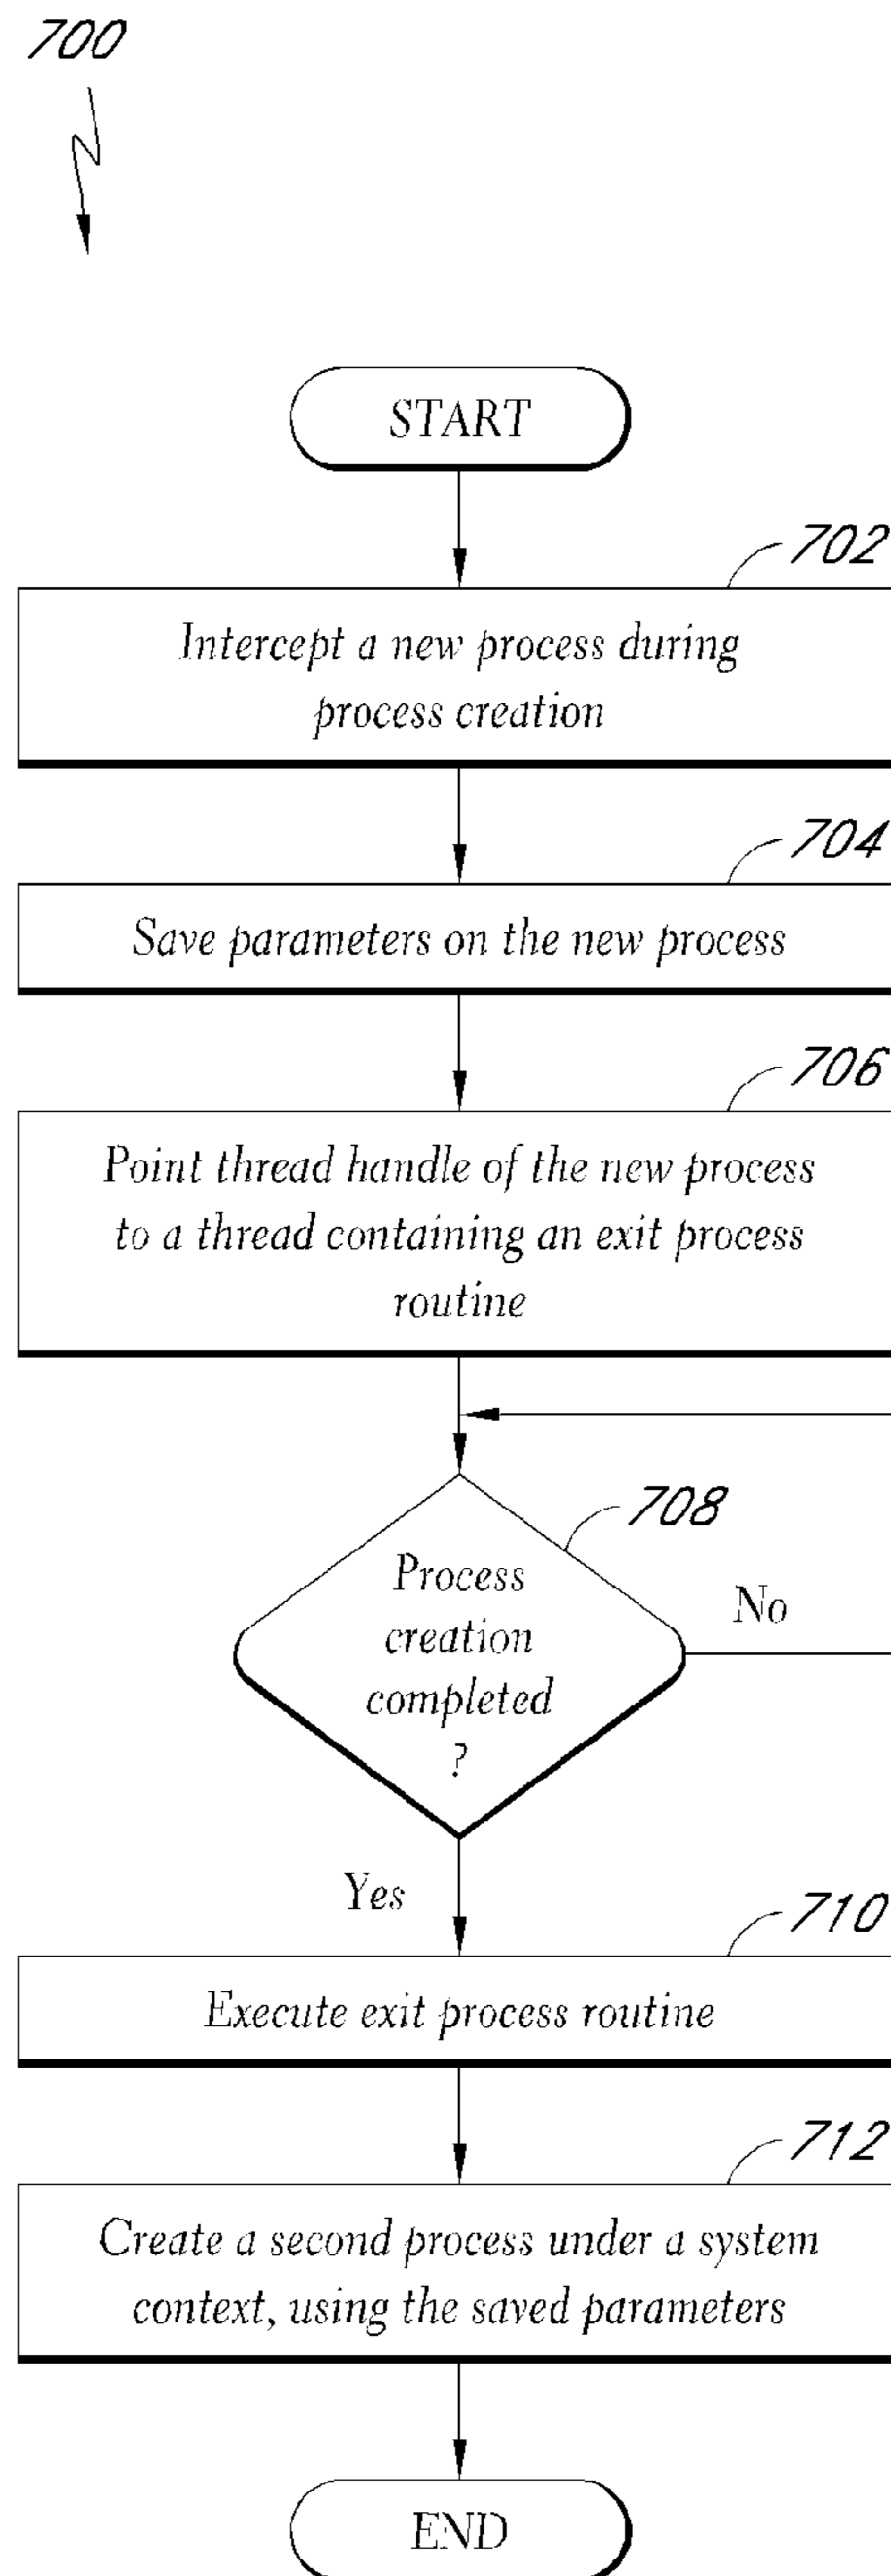 700
START
702
Intercept a new process during
process creation
704
Save parameters on the new process
706
Point thread handle of the new process
to a thread containing an exit process
routine
708
Process
creation
completed
?
No
Yes
710
Execute exit process routine
712
Create a second process under a system
context, using the saved parameters
END